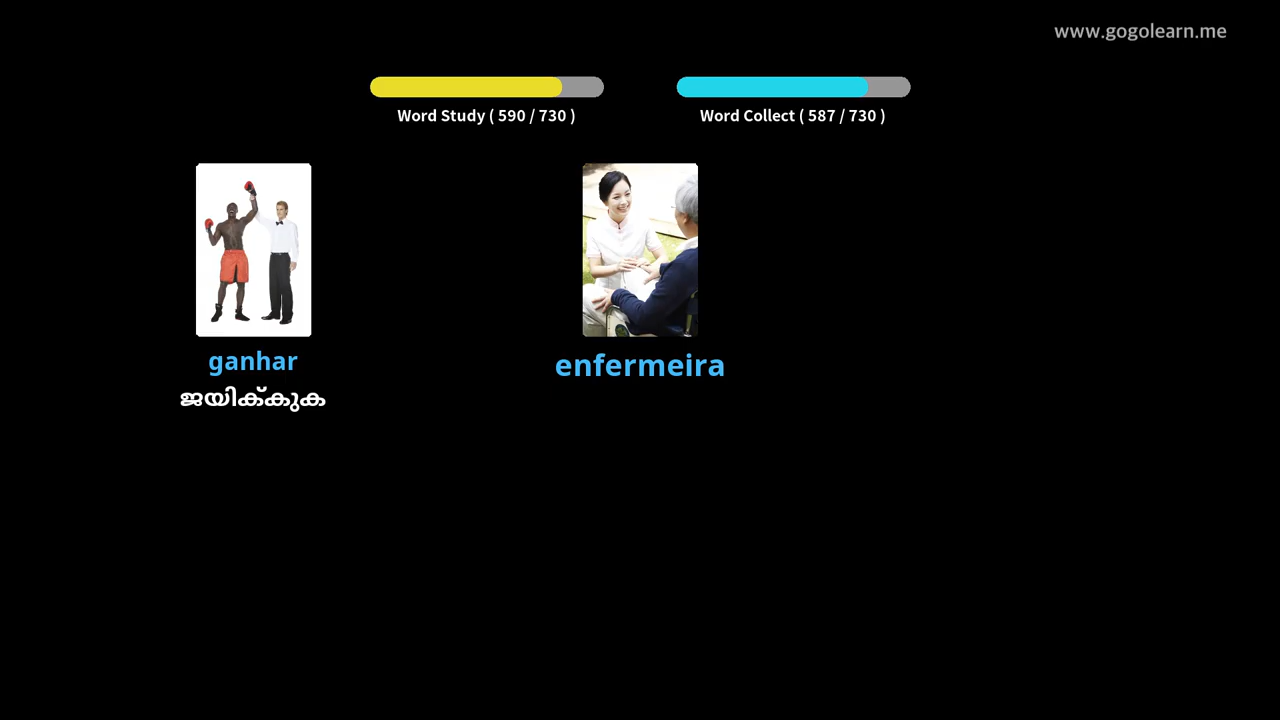 www.gogolearn.me
Word Study ( 590 / 730 )
Word Collect ( 587 / 730 )
ganhar
ജയിക്കുക
enfermeira